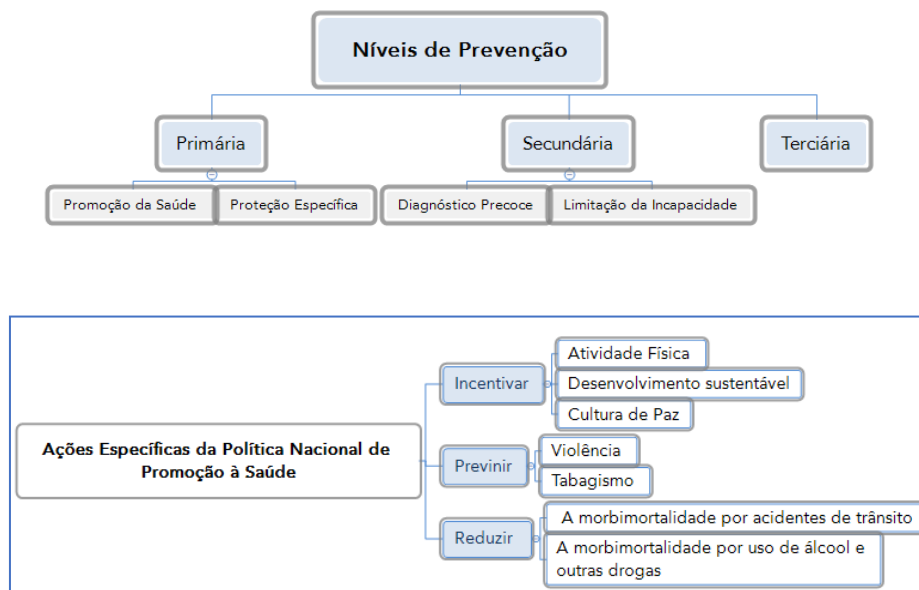 Níveis de Prevenção
Primária
Secundária
Terciária
Promoção da Saúde
Proteção Específica
Diagnóstico Precoce
Limitação da Incapacidade
Ações Específicas da Política Nacional de
Promoção à Saúde
Incentivar
Atividade Física
Desenvolvimento sustentável
Cultura de Paz
Previnir
Violência
Tabagismo
Reduzir
A morbimortalidade por acidentes de trânsito
A morbimortalidade por uso de álcool e
outras drogas